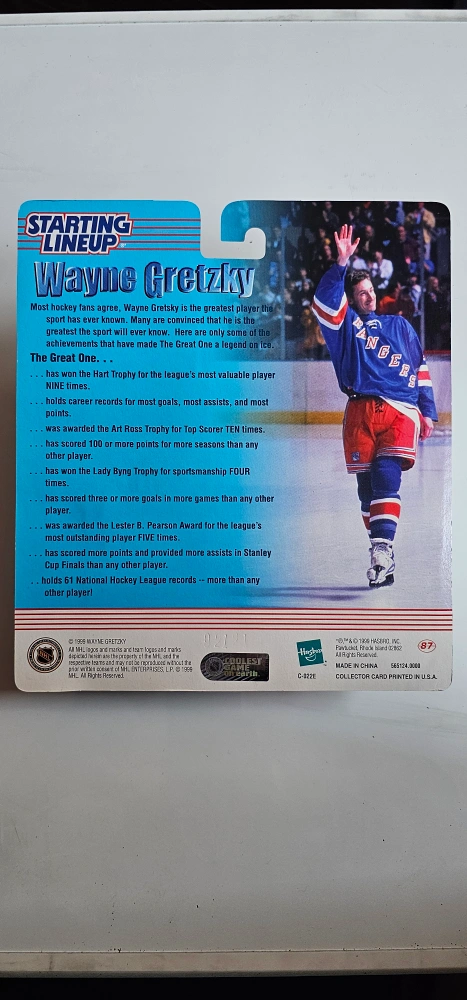 STARTING
LINEUP
Wayne Gretzky
Most hockey fans agree, Wayne Gretsky is the greatest player the
sport has ever known. Many are convinced that he is the
greatest the sport will ever know. Here are only some of the
achievements that have made The Great One a legend on ice.
The Great One. . .
. . . has won the Hart Trophy for the league's most valuable player
NINE times.
. . . holds career records for most goals, most assists, and most
points.
. . . was awarded the Art Ross Trophy for Top Scorer TEN times.
. . . has scored 100 or more points for more seasons than any
other player.
. . . has won the Lady Byng Trophy for sportsmanship FOUR
times.
. . . has scored three or more goals in more games than any other
player.
. . . was awarded the Lester B. Pearson Award for the league's
most outstanding player FIVE times.
. . . has scored more points and provided more assists in Stanley
Cup Finals than any other player.
. . . holds 61 National Hockey League records -- more than any
other player!
RANGERS
© 1999 WAYNE GRETZKY
All NHL logos and marks and team logos and marks
depicted herein are the property of the NHL and the
respective teams and may not be reproduced without the
prior written consent of NHL ENTERPRISES, L.P. © 1999
NHL. All Rights Reserved.
COOLEST
GAME
on earth
Hasbro
C-022E
*®,™ & © 1999 HASBRO, INC.
Pawtucket, Rhode Island 02862
All Rights Reserved.
87
MADE IN CHINA 565124.0000
COLLECTOR CARD PRINTED IN U.S.A.